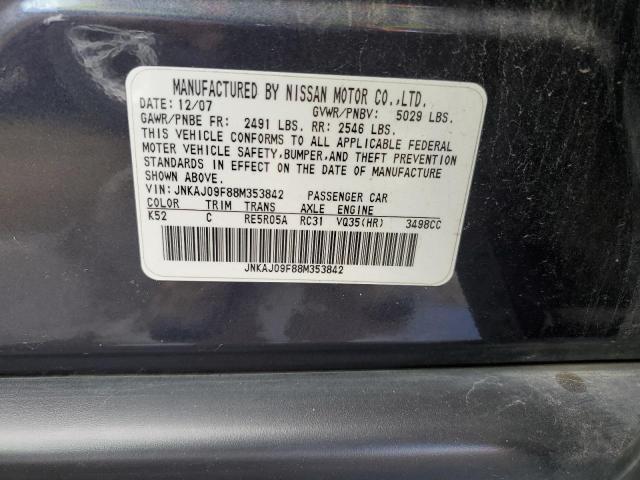 MANUFACTURED BY NISSAN MOTOR CO.,LTD.
DATE: 12/07 GVWR/PNBV: 5029 LBS.
GAWR/PNBE FR: 2491 LBS. RR: 2546 LBS.
THIS VEHICLE CONFORMS TO ALL APPLICABLE FEDERAL
MOTOR VEHICLE SAFETY, BUMPER, AND THEFT PREVENTION
STANDARDS IN EFFECT ON THE DATE OF MANUFACTURE
SHOWN ABOVE.
VIN: JNKAJ09F88M353842 PASSENGER CAR
COLOR TRIM TRANS AXLE ENGINE
K52 C RE5R05A RC31 VQ35(HR) 3498CC
JNKAJ09F88M353842